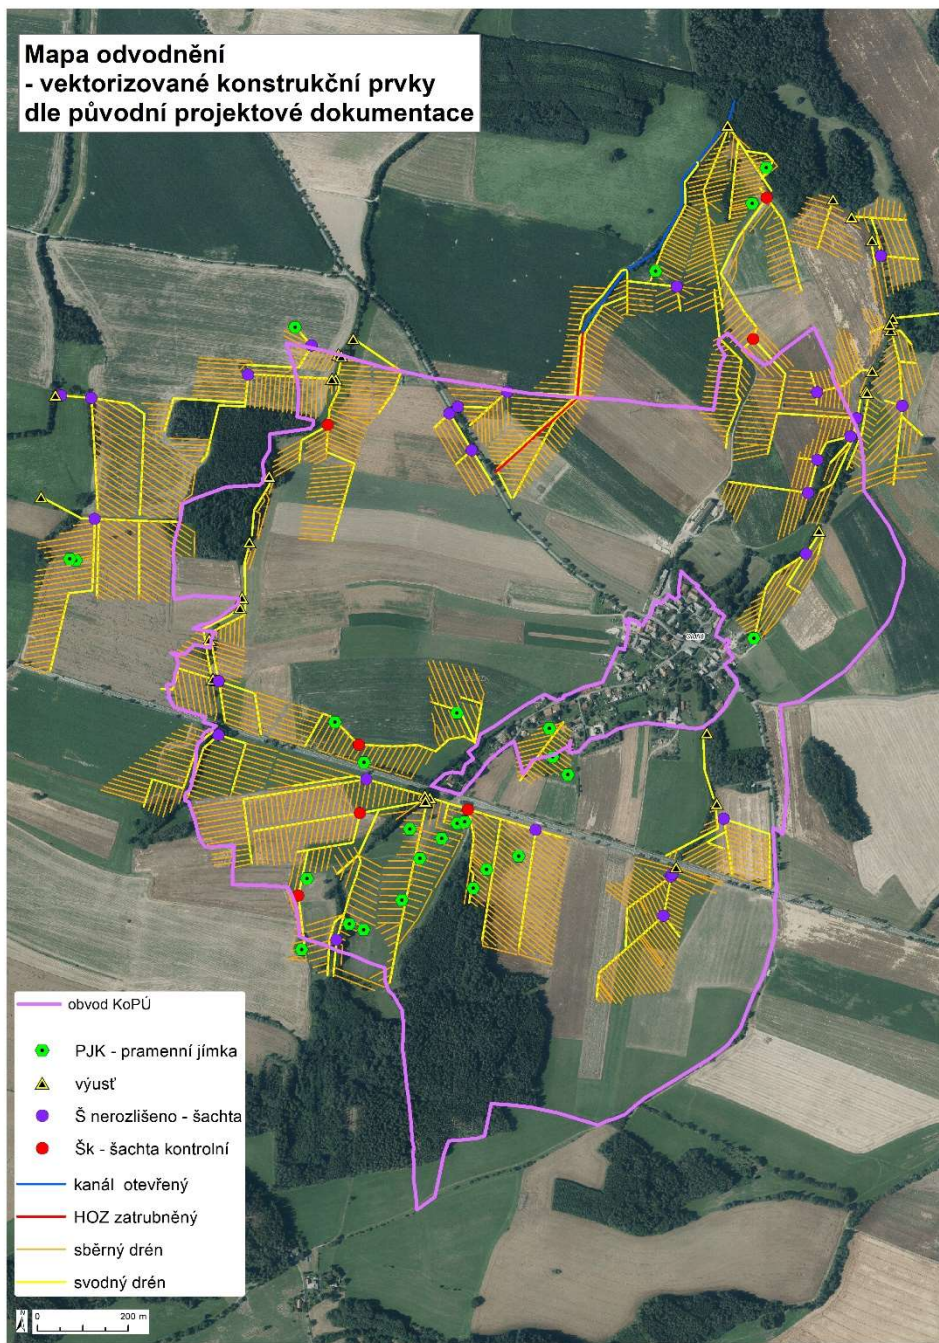 Mapa odvodnění
- vektorizované konstrukční prvky
dle původní projektové dokumentace
obvod KoPÚ
PJK - pramenní jímka
výusť
Š nerozlišeno - šachta
Šk - šachta kontrolní
kanál otevřený
HOZ zatrubněný
sběrný drén
svodný drén
N
0 200 m